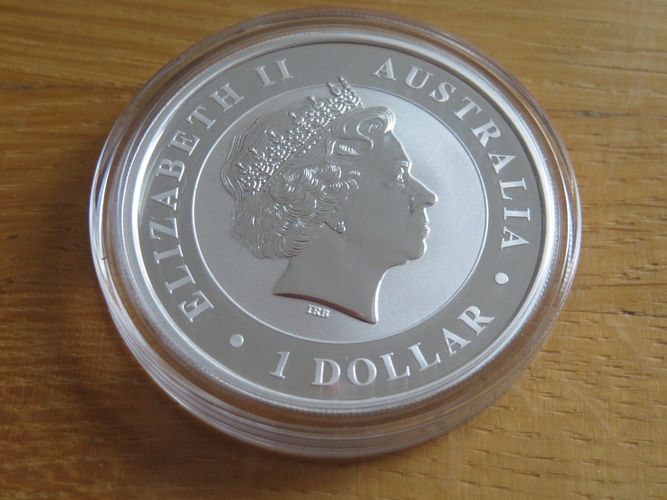 ELIZABETH II
AUSTRALIA
• 1 DOLLAR •
IRB